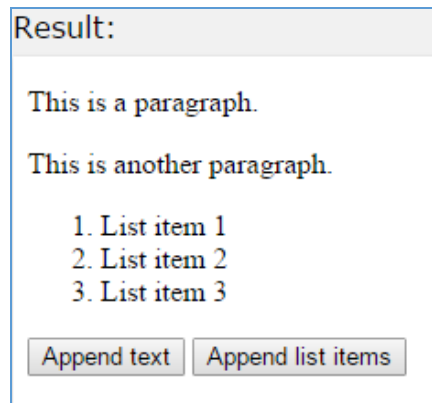 Result:
This is a paragraph.
This is another paragraph.
1. List item 1
2. List item 2
3. List item 3
Append text Append list items